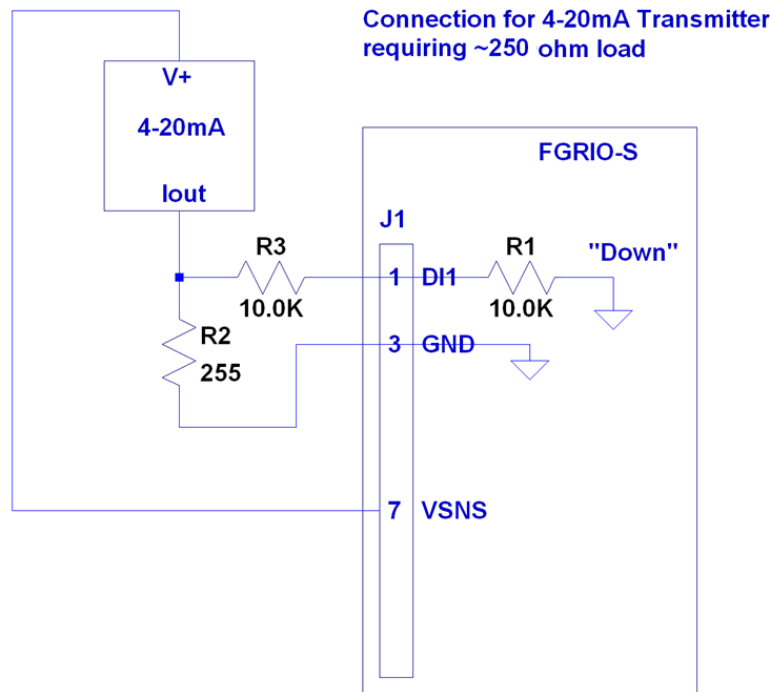 Connection for 4-20mA Transmitter
requiring ~250 ohm load
V+
4-20mA
Iout
FGRIO-S
J1
R3
10.0K
1 DI1
R1
10.0K
"Down"
R2
255
3 GND
7 VSNS